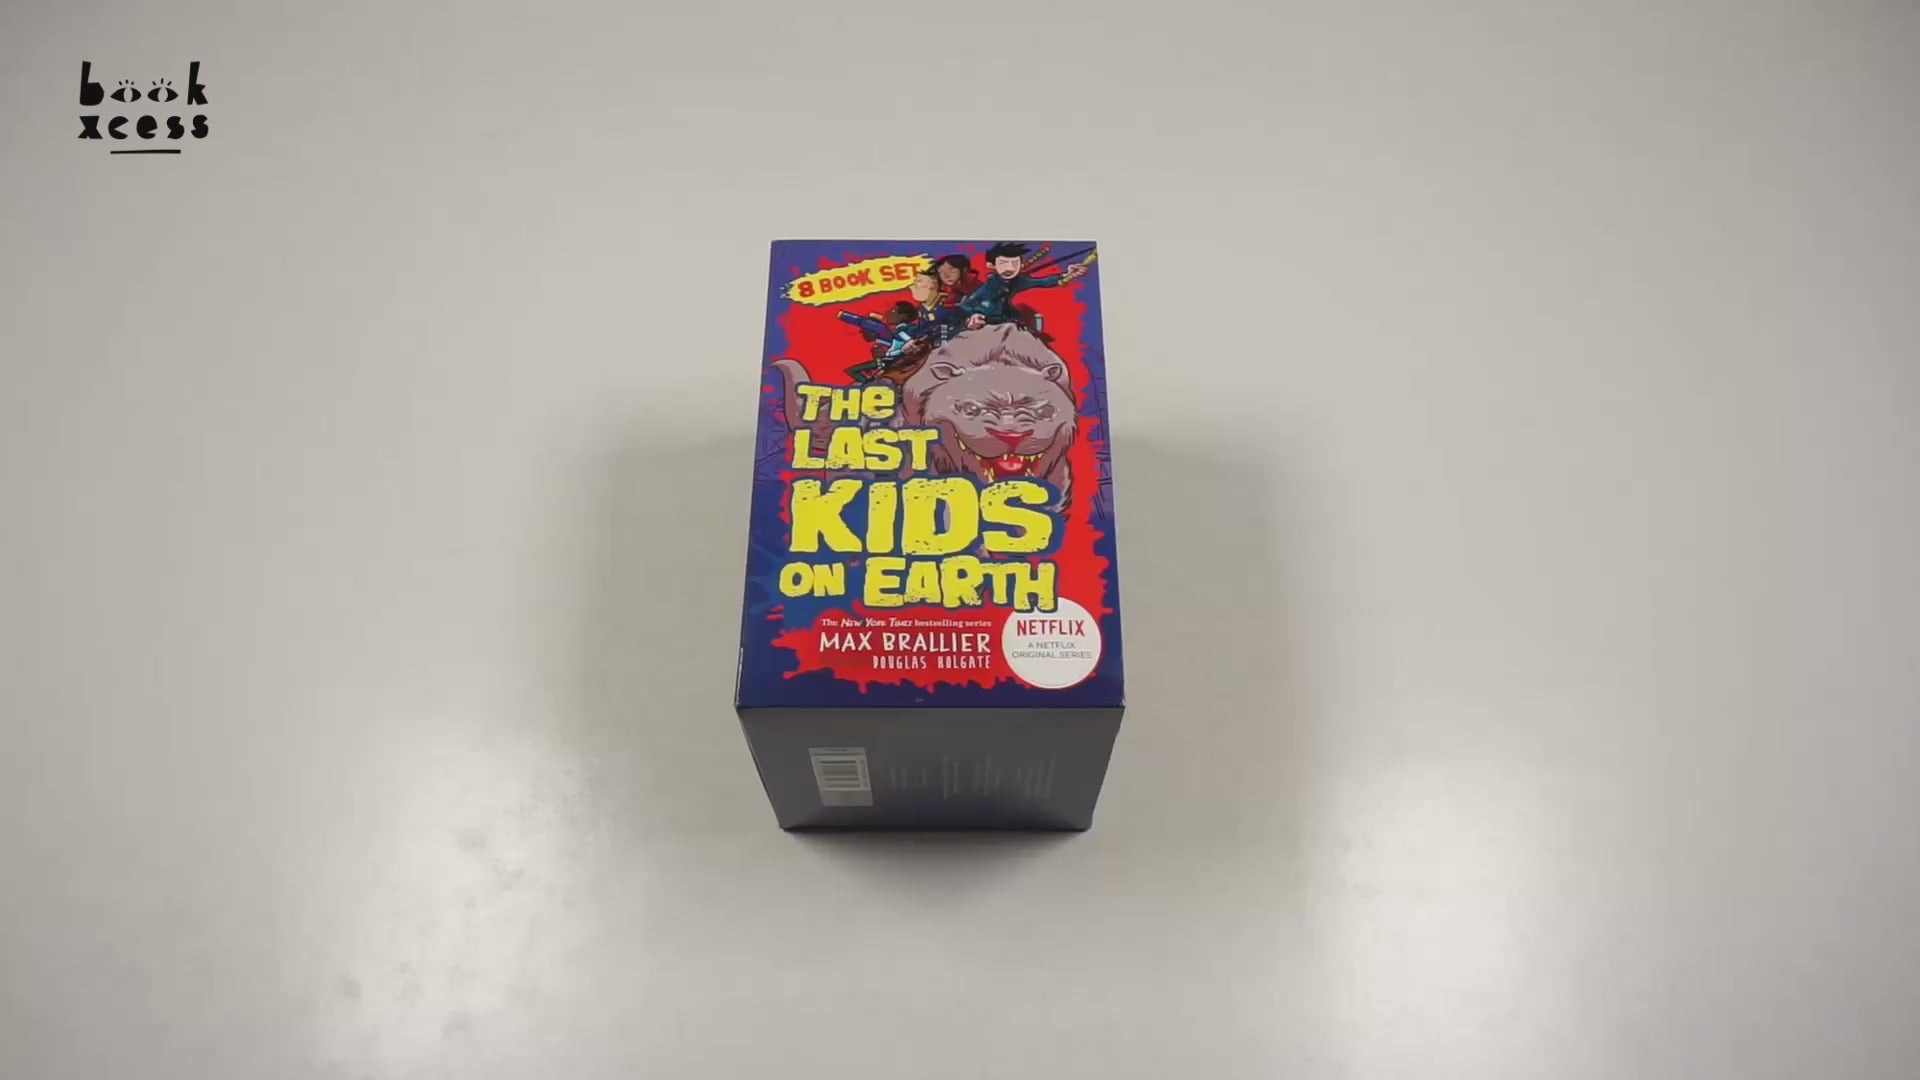 book
xcess
8 BOOK SET
THE
LAST
KIDS
ON EARTH
The New York Times bestselling series
MAX BRALLIER
DOUGLAS HOLGATE
NETFLIX
A NETFLIX
ORIGINAL SERIES